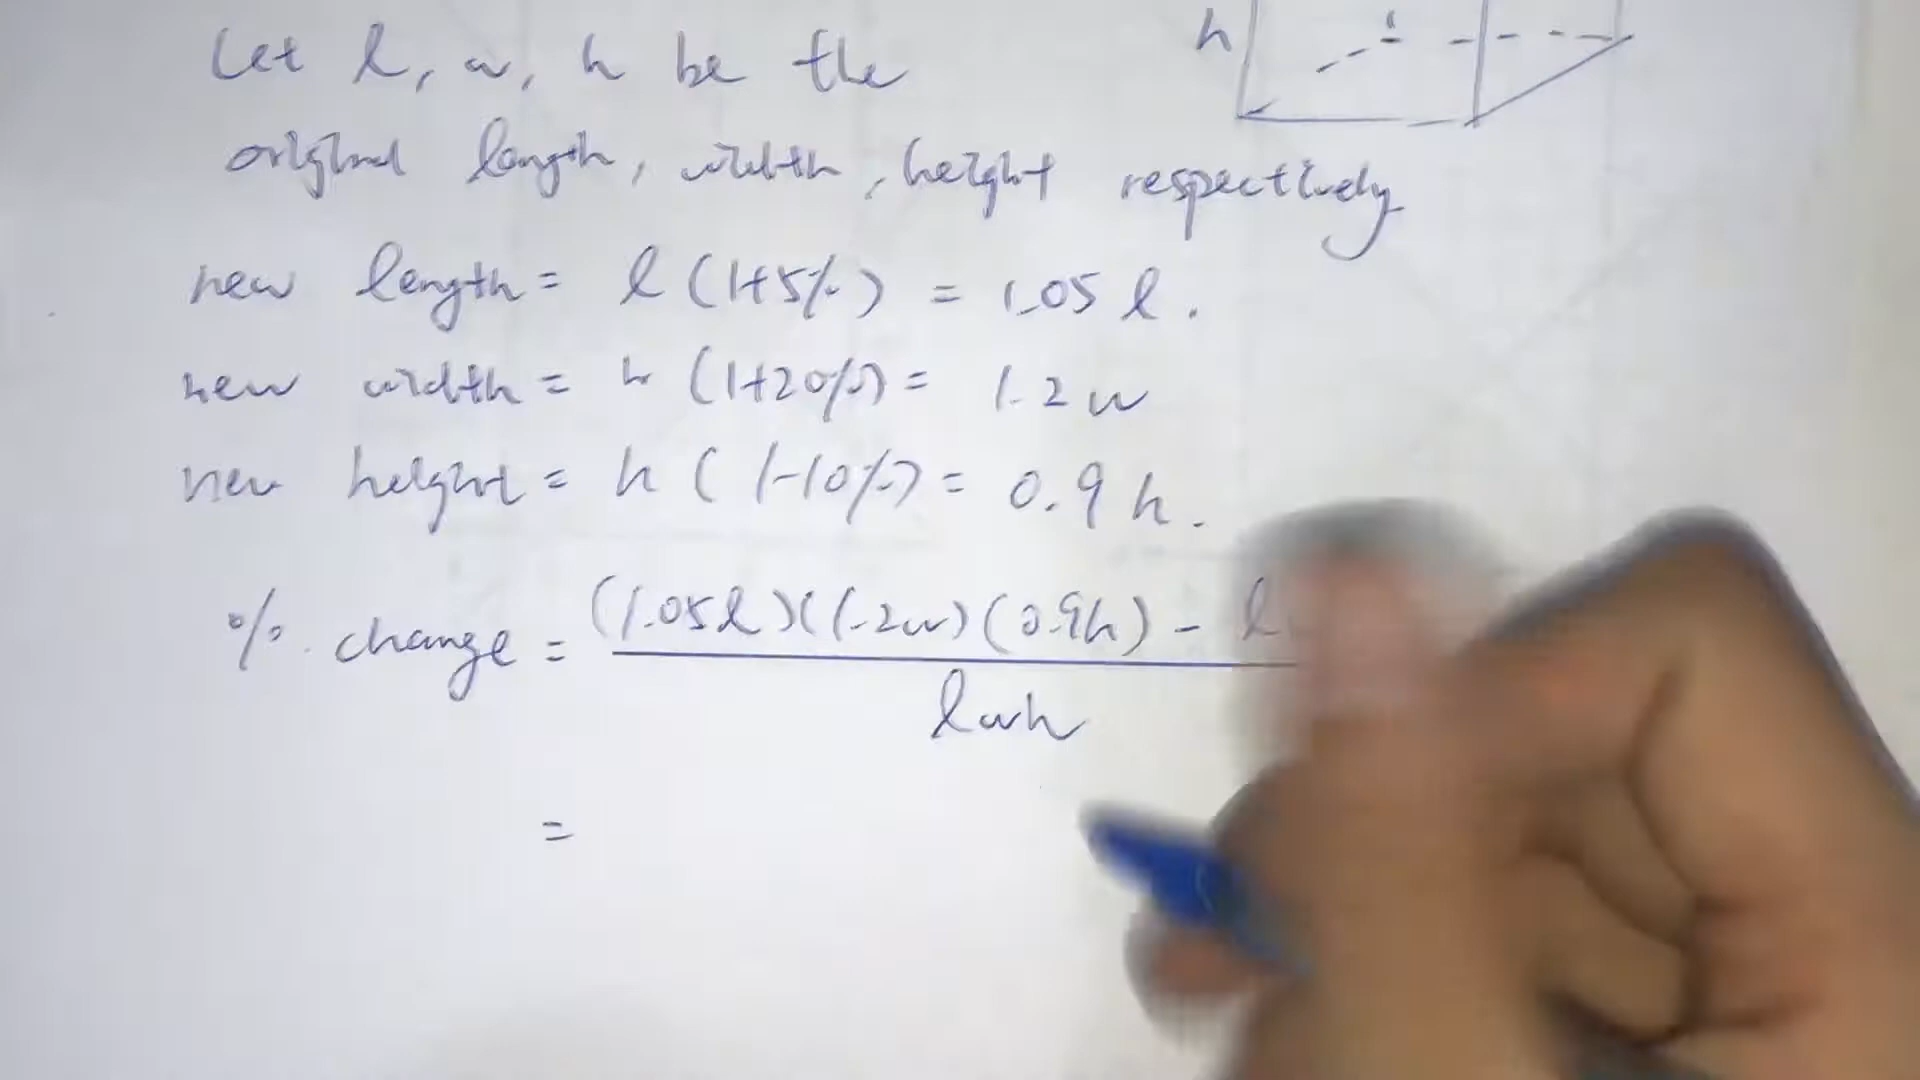 Let l, w, h be the
h
original length, width, height respectively
new length = l (1+5%) = 1.05 l.
new width = w (1+20%) = 1.2 w
new height = h (1-10%) = 0.9 h.
% change = (1.05l)(1.2w)(0.9h) - l
lwh
=